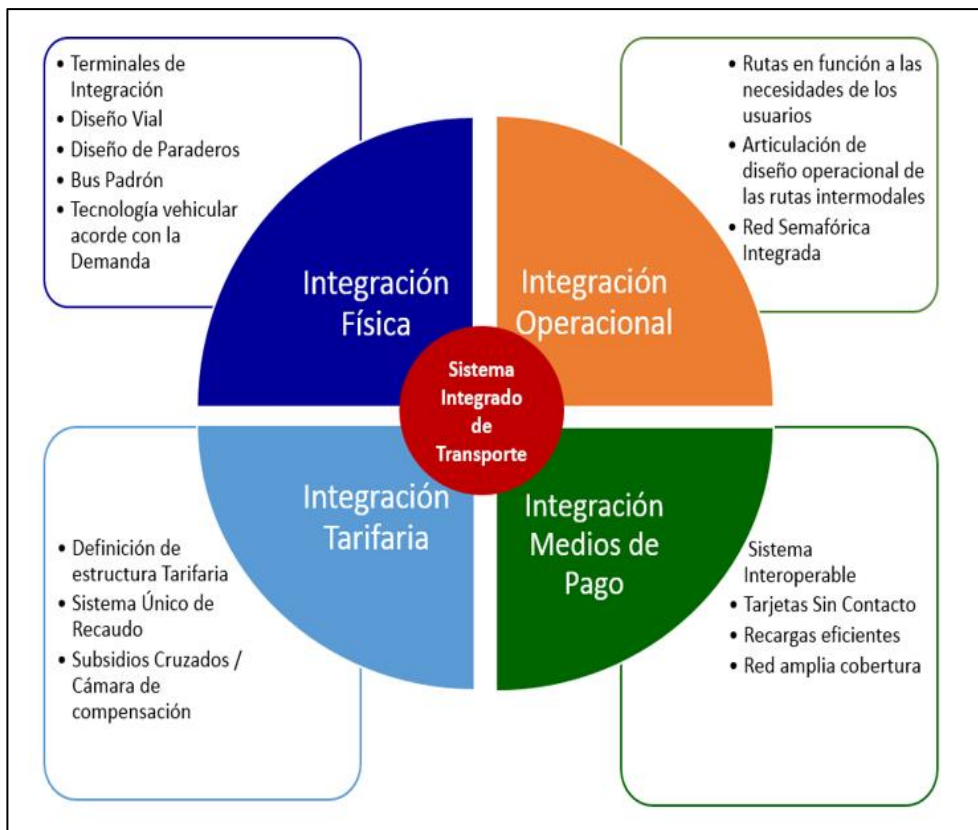 • Terminales de
Integración
• Diseño Vial
• Diseño de Paraderos
• Bus Padrón
• Tecnología vehicular
acorde con la
Demanda
• Rutas en función a las
necesidades de los
usuarios
• Articulación de
diseño operacional de
las rutas intermodales
• Red Semafórica
Integrada
Integración
Física
Integración
Operacional
Sistema
Integrado
de
Transporte
Integración
Tarifaria
Integración
Medios de
Pago
• Definición de
estructura Tarifaria
• Sistema Único de
Recaudo
• Subsidios Cruzados /
Cámara de
compensación
Sistema
Interoperable
• Tarjetas Sin Contacto
• Recargas eficientes
• Red amplia cobertura